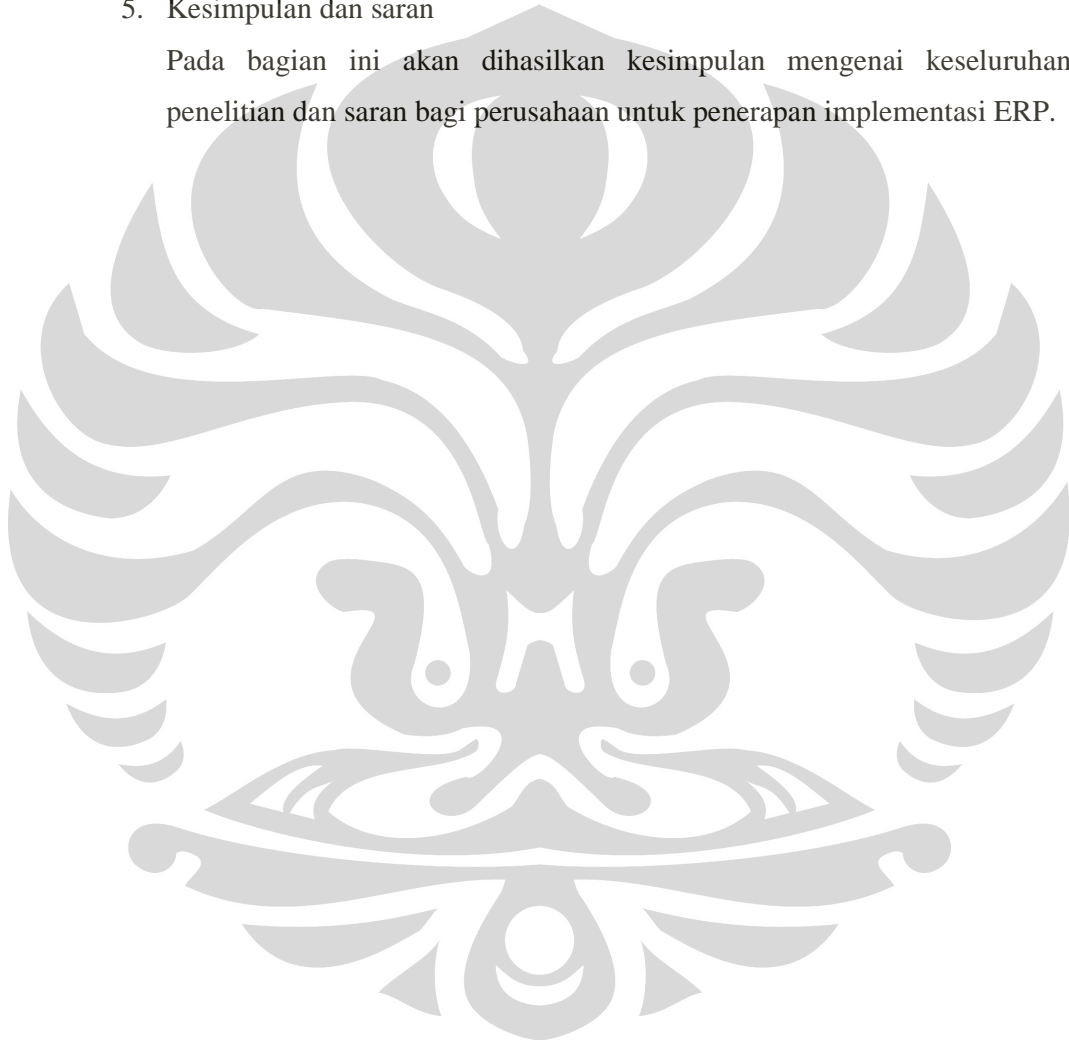 5. Kesimpulan dan saran
Pada bagian ini akan dihasilkan kesimpulan mengenai keseluruhan
penelitian dan saran bagi perusahaan untuk penerapan implementasi ERP.